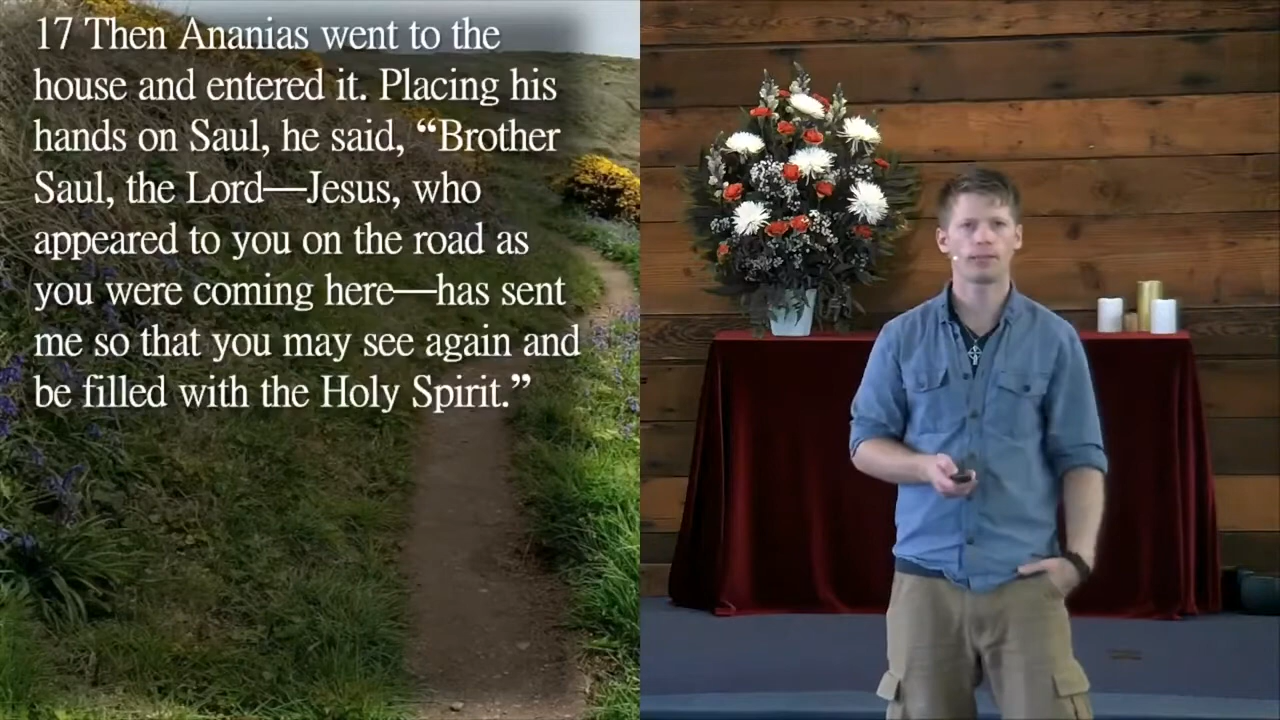 17 Then Ananias went to the
house and entered it. Placing his
hands on Saul, he said, “Brother
Saul, the Lord—Jesus, who
appeared to you on the road as
you were coming here—has sent
me so that you may see again and
be filled with the Holy Spirit.”